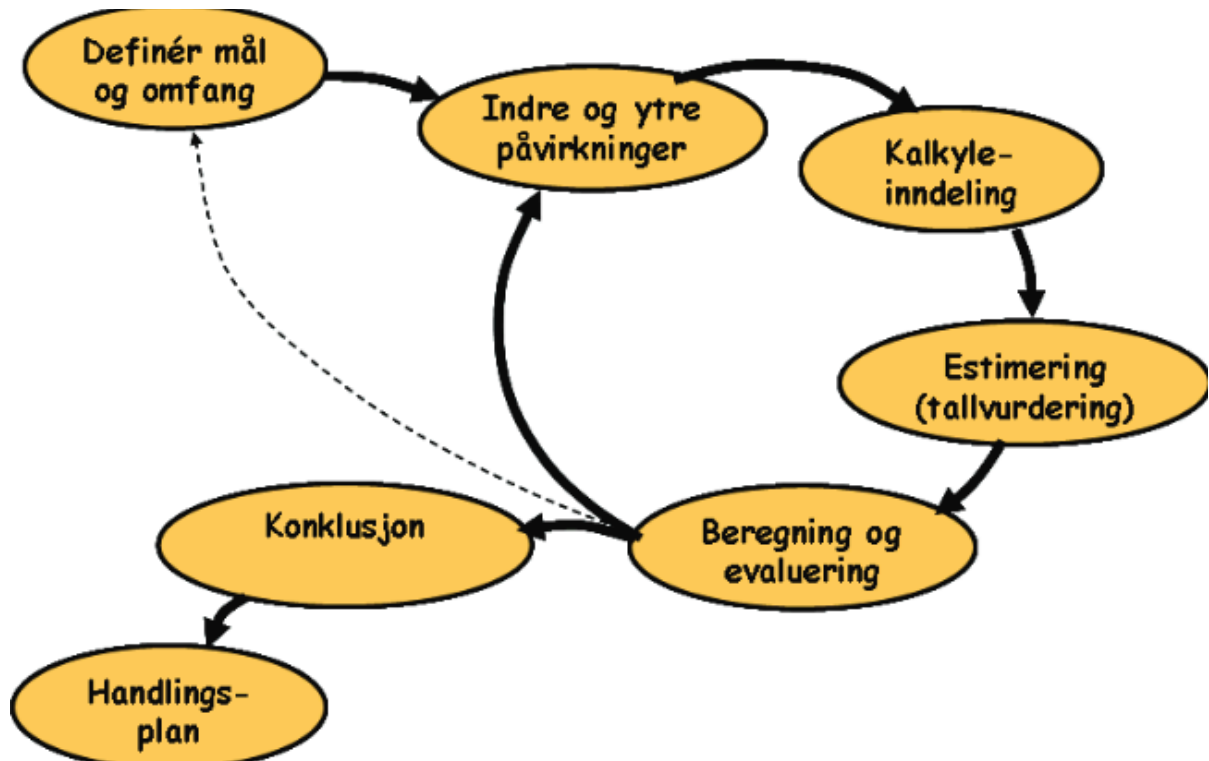 Definér mål
og omfang
Indre og ytre
påvirkninger
Kalkyle-
inndeling
Estimering
(tallvurdering)
Beregning og
evaluering
Konklusjon
Handlings-
plan